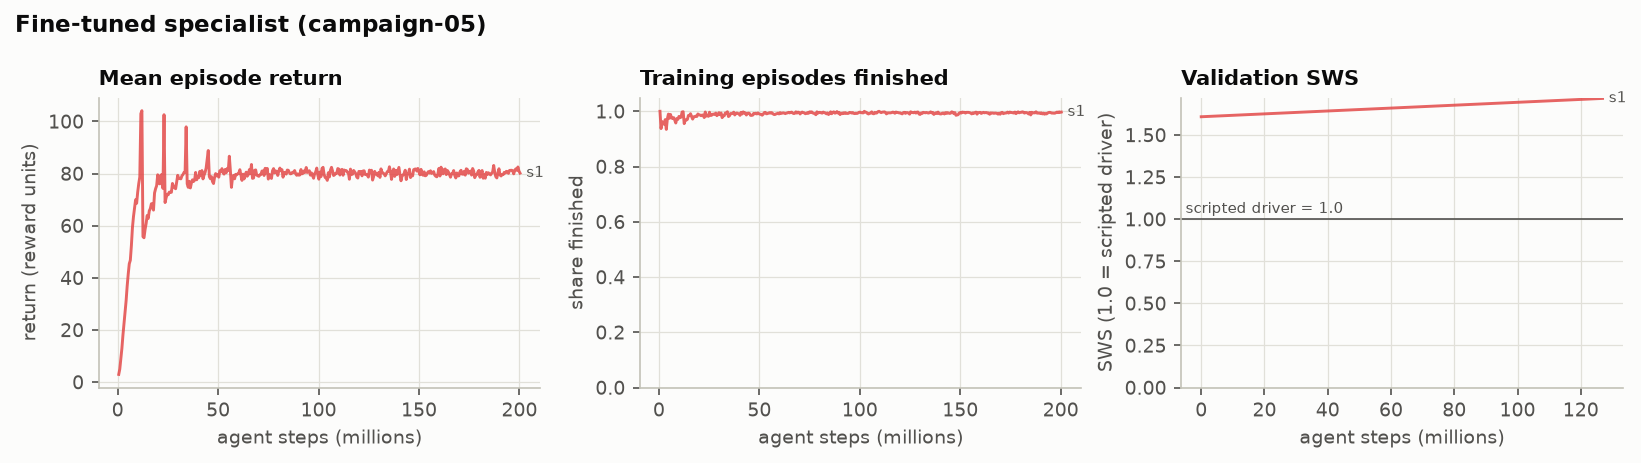 Fine-tuned specialist (campaign-05)
Mean episode return
return (reward units)
100
80
60
40
20
0
s1
0 50 100 150 200
agent steps (millions)
Training episodes finished
share finished
1.0
0.8
0.6
0.4
0.2
0.0
s1
0 50 100 150 200
agent steps (millions)
Validation SWS
SWS (1.0 = scripted driver)
1.50
1.25
1.00
0.75
0.50
0.25
0.00
s1
scripted driver = 1.0
0 20 40 60 80 100 120
agent steps (millions)